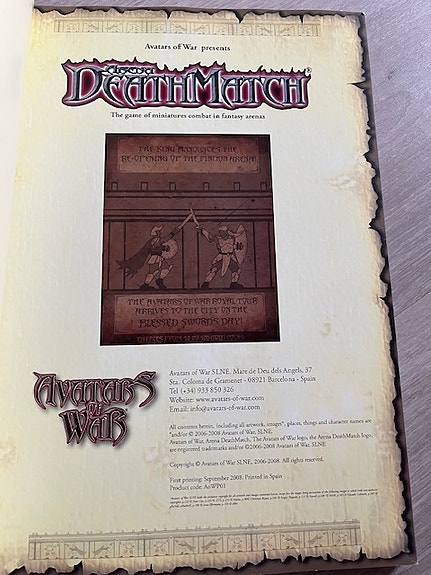 Avatars of War presents
Arena
DEATHMATCH®
The game of miniatures combat in fantasy arenas
THE KING ANNOUNCES THE
RE-OPENING OF THE ARENA!
THE AVATARS OF WAR ROYAL TOUR
ARRIVES TO THE CITY ON THE
BLESSED SWORDS DAY!
AVATARS
OF
WAR
Avatars of War SLNE. Mare de Deu dels Angels, 37
Sta. Coloma de Gramenet - 08921 Barcelona - Spain
Tel (+34) 933 850 326
Website: www.avatars-of-war.com
Email: info@avatars-of-war.com
All contents herein, including all artwork, images", places, things and character names are
"and/or © 2006-2008 Avatars of War, SLNE.
Avatars of War, Arena DeathMatch, The Avatars of War logo, the Arena DeathMatch logo,
are registered trademarks and/or ©2006-2008 Avatars of War, SLNE
Copyright © Avatars of War SLNE, 2006-2008. All rights reserved.
First printing: September 2008. Printed in Spain
Product code: AoWP01